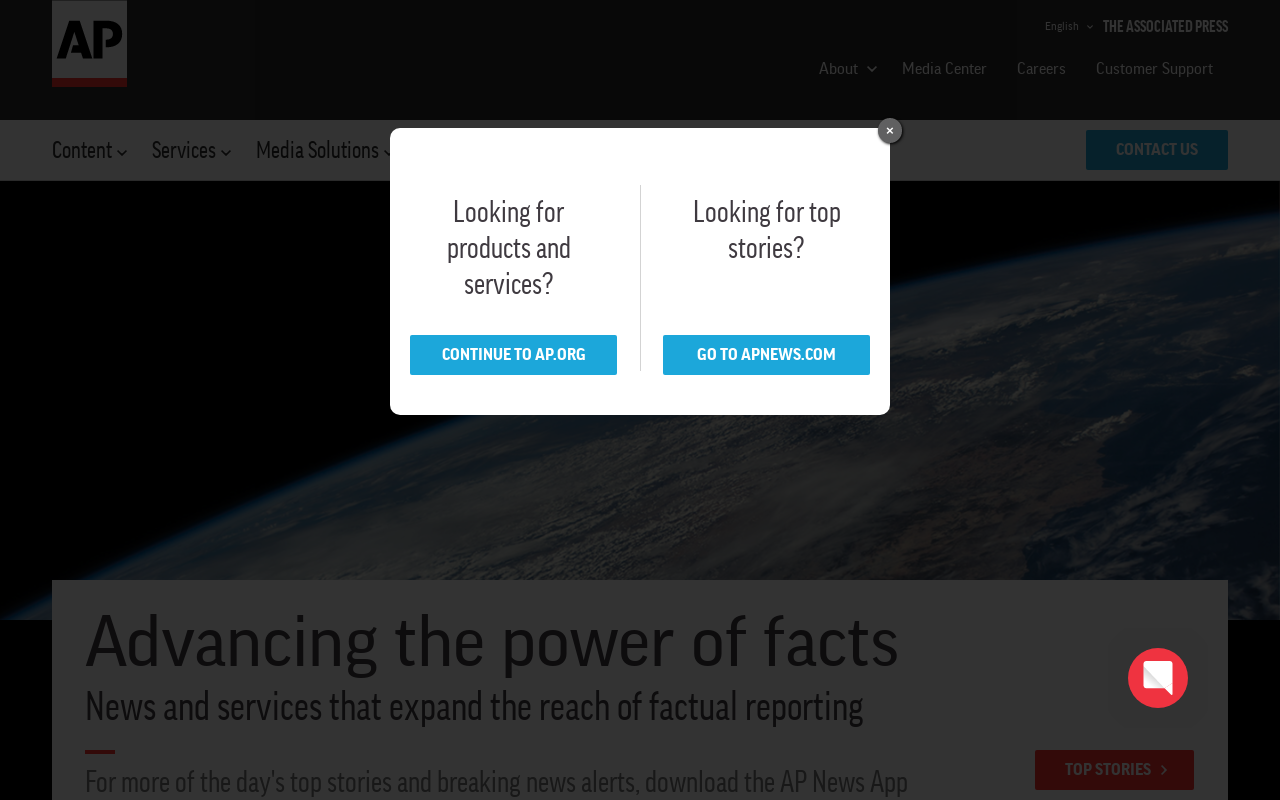 AP
English
THE ASSOCIATED PRESS
About
Media Center
Careers
Customer Support
Content
Services
Media Solutions
CONTACT US
×
Looking for
products and
services?
CONTINUE TO AP.ORG
Looking for top
stories?
GO TO APNEWS.COM
Advancing the power of facts
News and services that expand the reach of factual reporting
For more of the day's top stories and breaking news alerts, download the AP News App
TOP STORIES